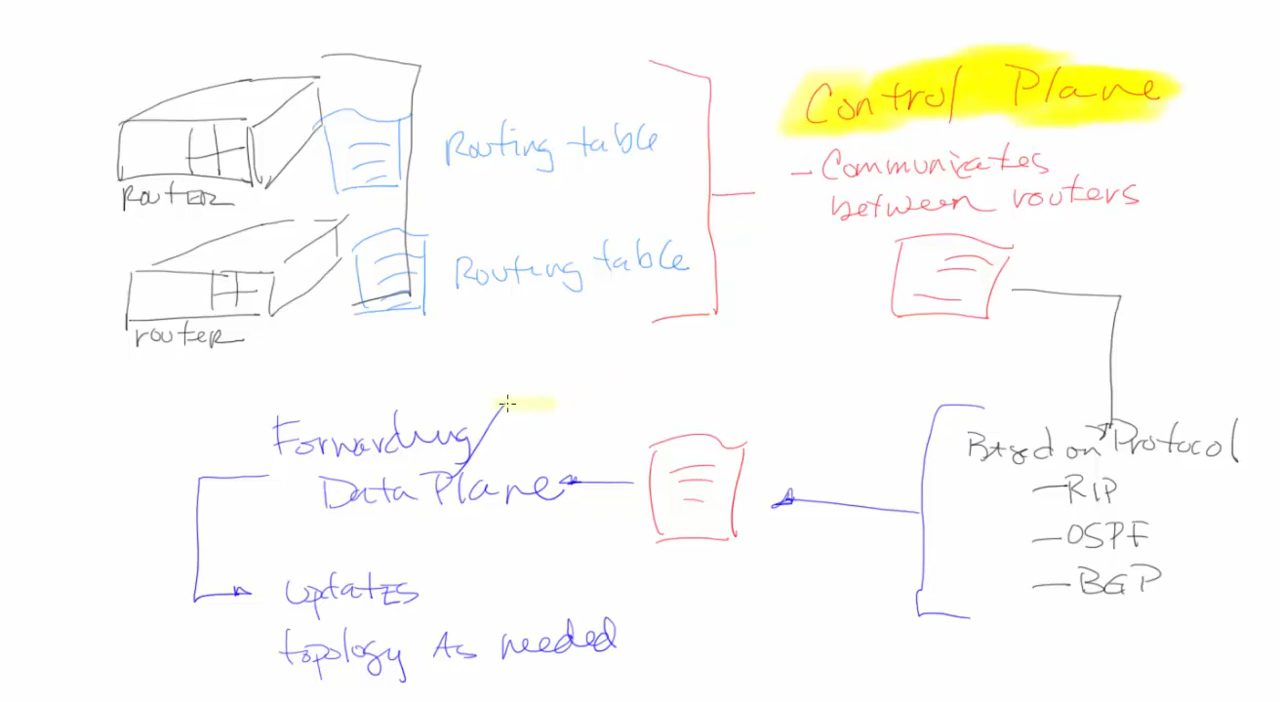 Control Plane
Routing table
- Communicates
between routers
Router
Routing table
router
Forwarding/
Data Plane
Based on Protocol
- RIP
- OSPF
- BGP
updates
topology As needed